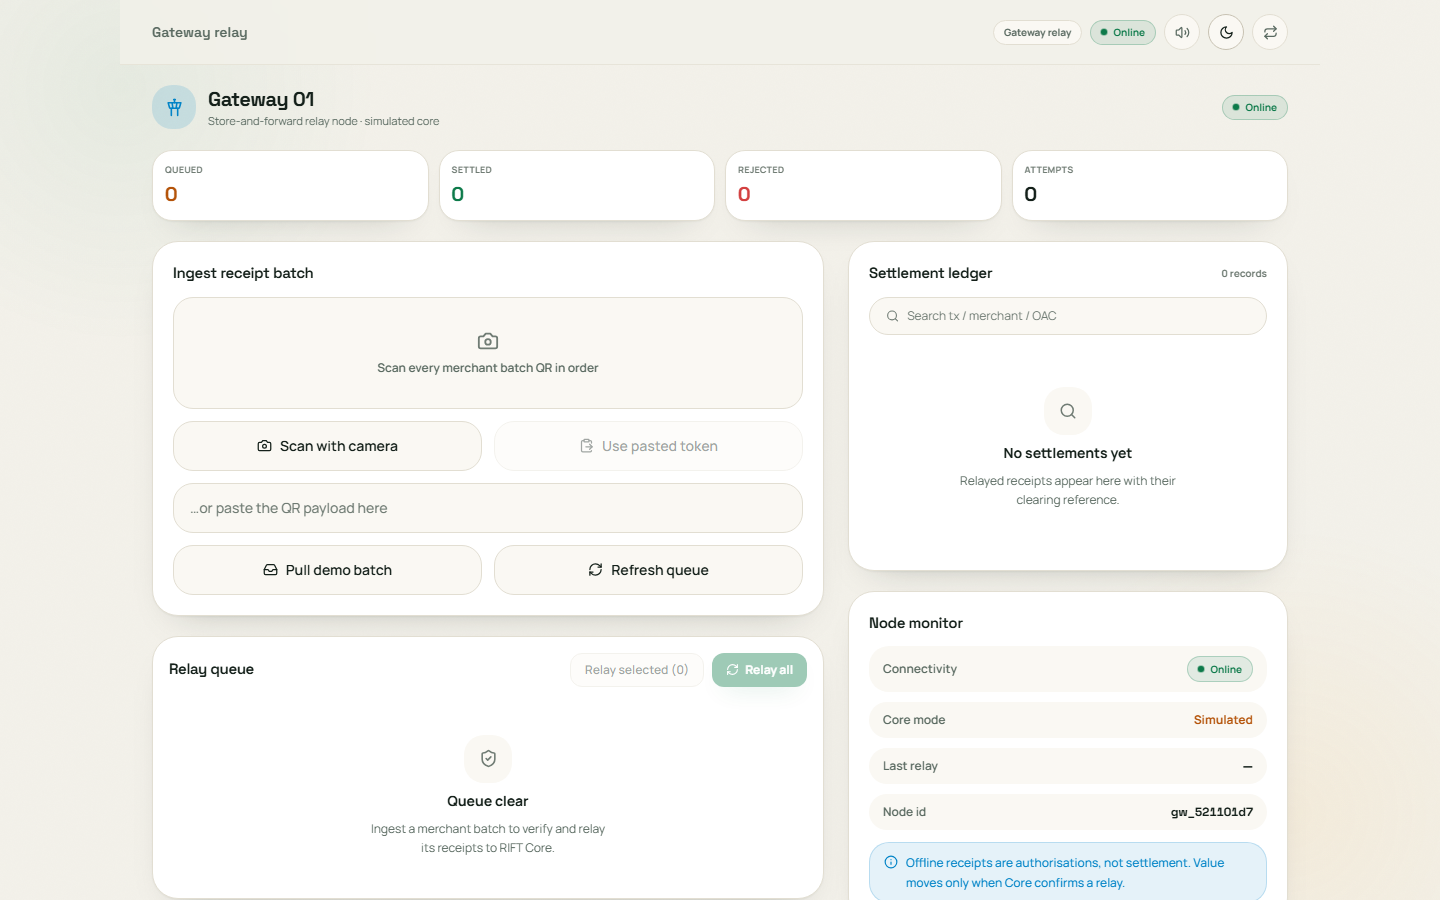 Gateway relay
Gateway relay
Online
Gateway 01
Store-and-forward relay node · simulated core
Online
QUEUED
0
SETTLED
0
REJECTED
0
ATTEMPTS
0
Ingest receipt batch
Scan every merchant batch QR in order
Scan with camera
Use pasted token
...or paste the QR payload here
Pull demo batch
Refresh queue
Relay queue
Relay selected (0)
Relay all
Queue clear
Ingest a merchant batch to verify and relay
its receipts to RIFT Core.
Settlement ledger
0 records
Search tx / merchant / OAC
No settlements yet
Relayed receipts appear here with their
clearing reference.
Node monitor
Connectivity
Online
Core mode
Simulated
Last relay
—
Node id
gw_521101d7
Offline receipts are authorisations, not settlement. Value
moves only when Core confirms a relay.